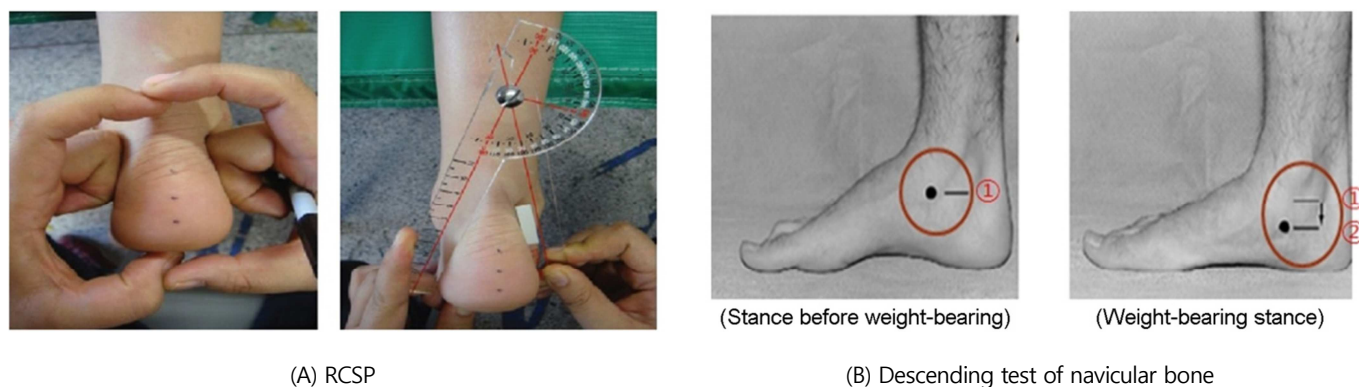 ①
①
②
(Stance before weight-bearing)
(Weight-bearing stance)
(A) RCSP
(B) Descending test of navicular bone